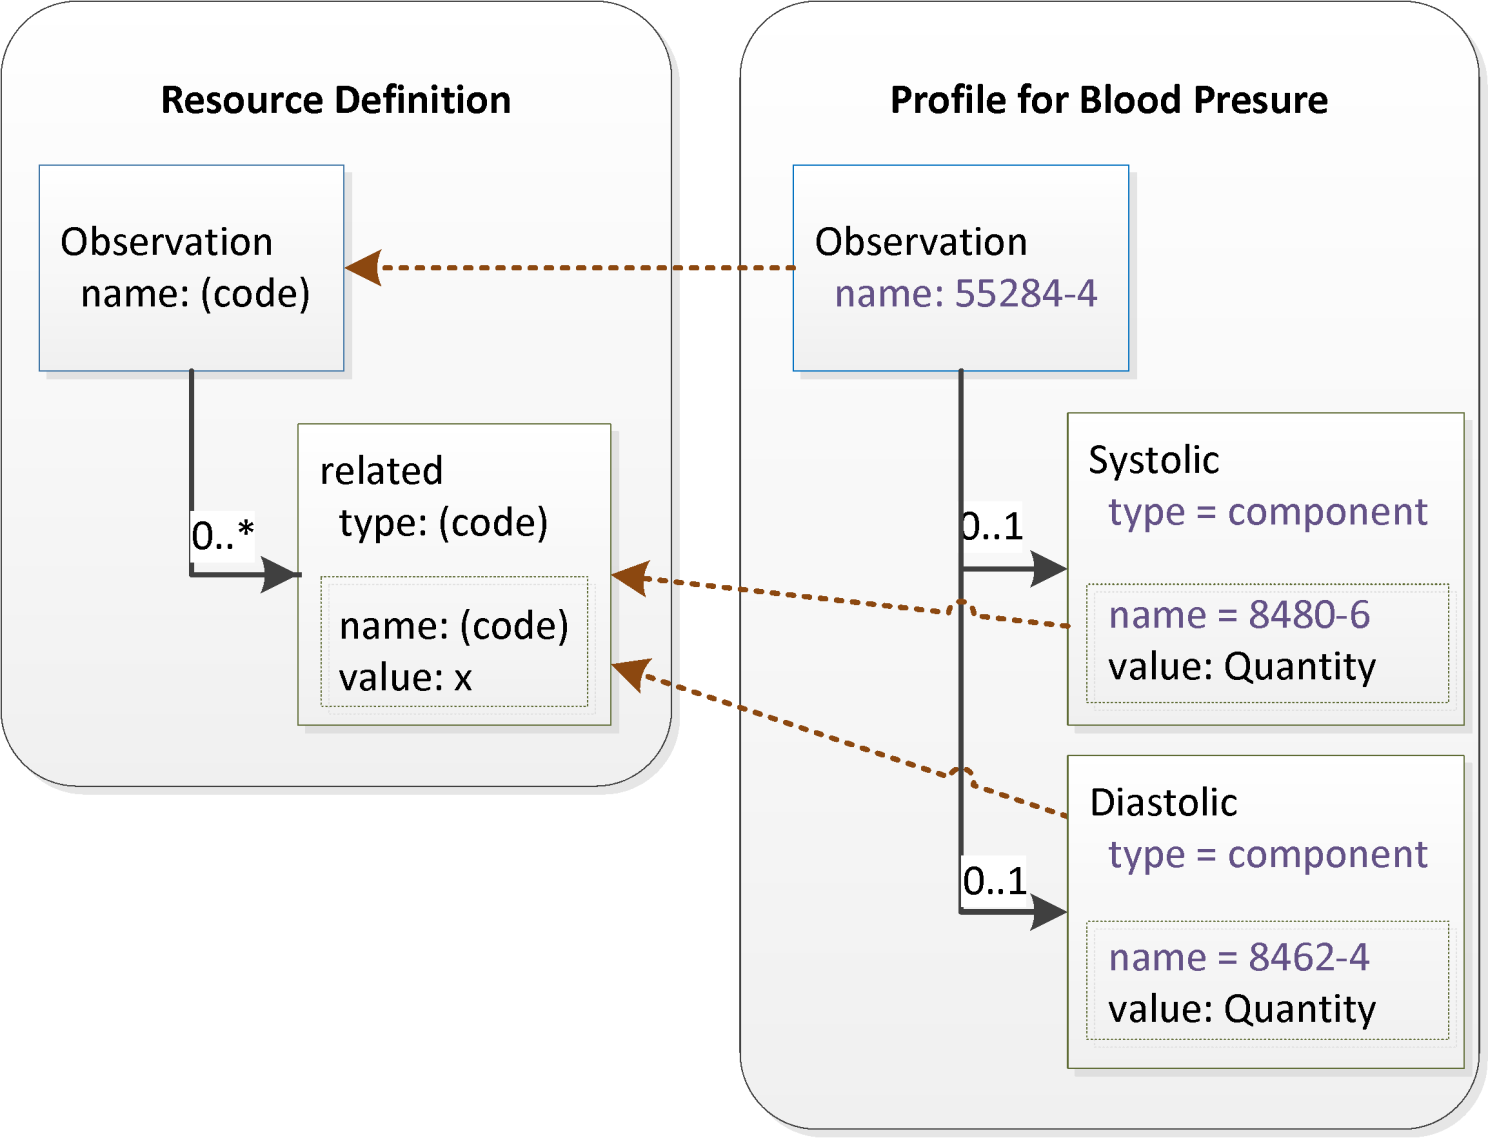 Resource Definition
Observation
name: (code)
0..*
related
type: (code)
name: (code)
value: x
Profile for Blood Presure
Observation
name: 55284-4
0..1
Systolic
type = component
name = 8480-6
value: Quantity
0..1
Diastolic
type = component
name = 8462-4
value: Quantity